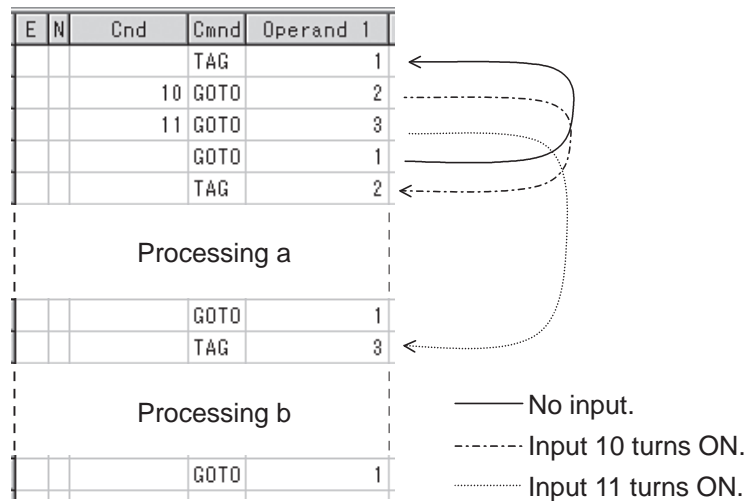 E N Cnd Cmnd Operand 1
TAG 1
10 GOTO 2
11 GOTO 3
GOTO 1
TAG 2
Processing a
GOTO 1
TAG 3
Processing b
No input.
Input 10 turns ON.
GOTO 1
Input 11 turns ON.